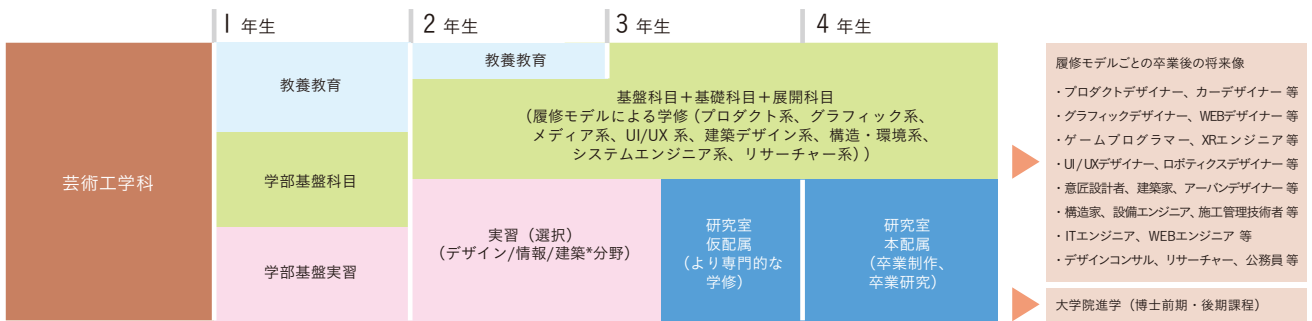 1 年生
2 年生
3 年生
4 年生
芸術工学科
教養教育
学部基盤科目
学部基盤実習
教養教育
基盤科目＋基礎科目＋展開科目
（履修モデルによる学修（プロダクト系、グラフィック系、
メディア系、UI/UX 系、建築デザイン系、構造・環境系、
システムエンジニア系、リサーチャー系））
実習（選択）
（デザイン/情報/建築*分野）
研究室
仮配属
（より専門的な
学修）
研究室
本配属
（卒業制作、
卒業研究）
履修モデルごとの卒業後の将来像
・プロダクトデザイナー、カーデザイナー 等
・グラフィックデザイナー、WEBデザイナー 等
・ゲームプログラマー、XRエンジニア 等
・UI/UXデザイナー、ロボティクスデザイナー 等
・意匠設計者、建築家、アーバンデザイナー 等
・構造家、設備エンジニア、施工管理技術者 等
・ITエンジニア、WEBエンジニア 等
・デザインコンサル、リサーチャー、公務員 等
大学院進学（博士前期・後期課程）